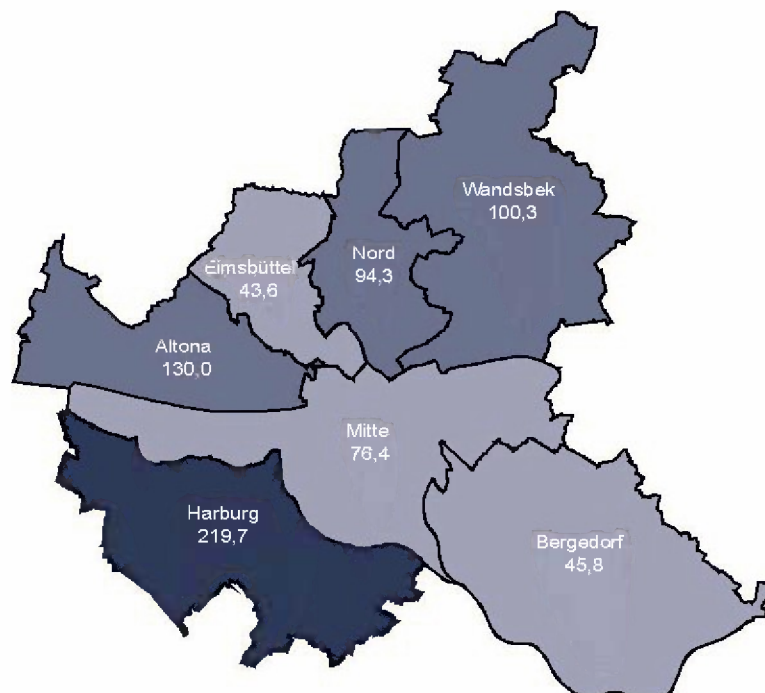 Wandsbek
100,3
Nord
94,3
Eimsbüttel
43,6
Altona
130,0
Mitte
76,4
Harburg
219,7
Bergedorf
45,8